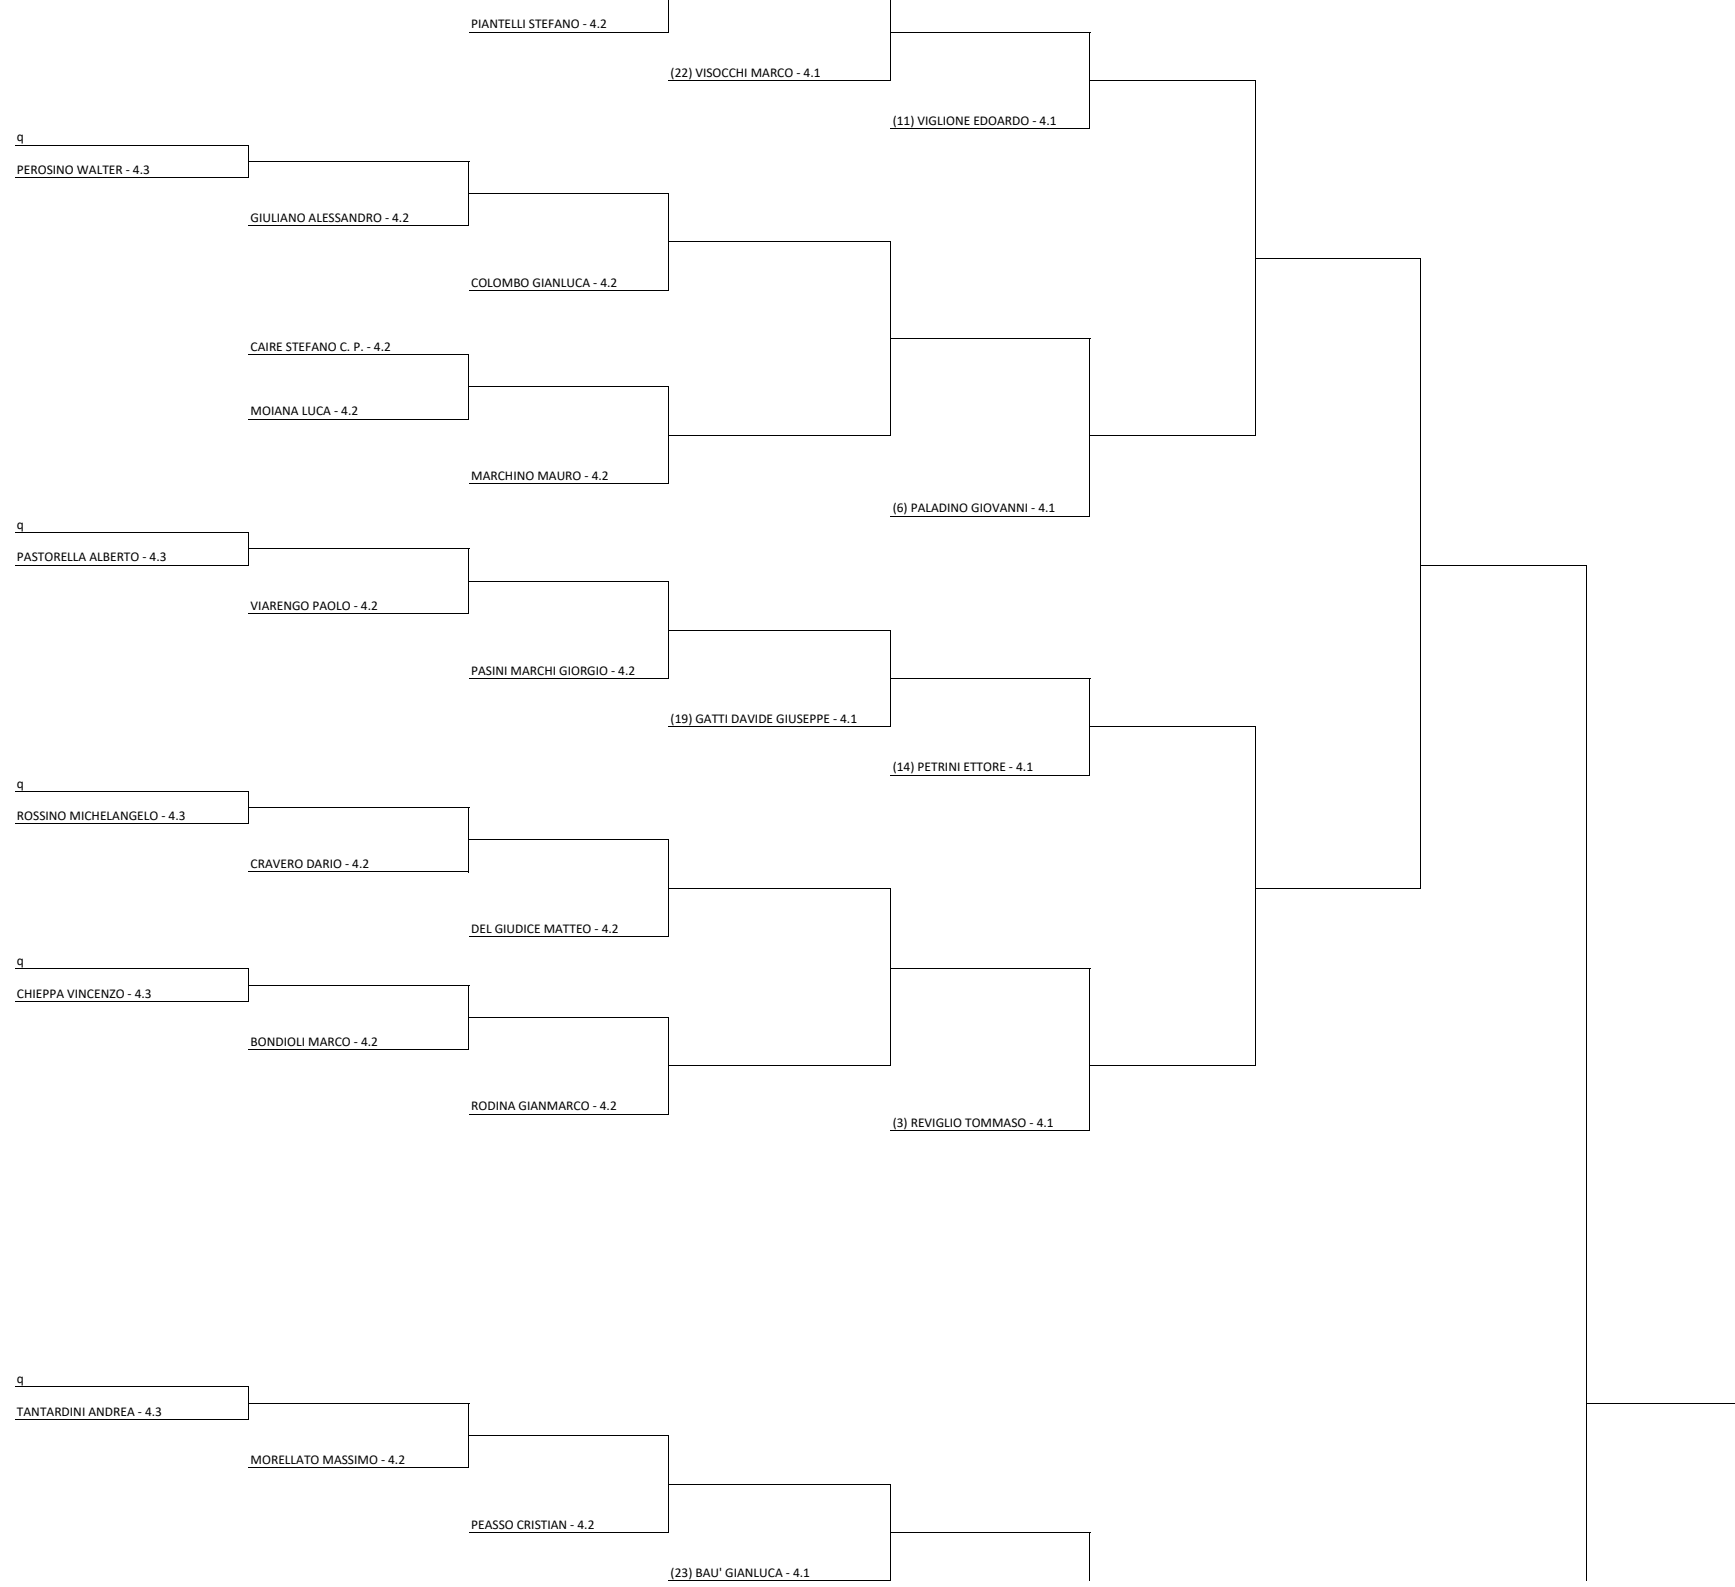 PIANTELLI STEFANO - 4.2
(22) VISOCCHI MARCO - 4.1
(11) VIGLIONE EDOARDO - 4.1
q
PEROSINO WALTER - 4.3
GIULIANO ALESSANDRO - 4.2
COLOMBO GIANLUCA - 4.2
CAIRE STEFANO C. P. - 4.2
MOIANA LUCA - 4.2
MARCHINO MAURO - 4.2
(6) PALADINO GIOVANNI - 4.1
q
PASTORELLA ALBERTO - 4.3
VIARENGO PAOLO - 4.2
PASINI MARCHI GIORGIO - 4.2
(19) GATTI DAVIDE GIUSEPPE - 4.1
(14) PETRINI ETTORE - 4.1
q
ROSSINO MICHELANGELO - 4.3
CRAVERO DARIO - 4.2
DEL GIUDICE MATTEO - 4.2
q
CHIEPPA VINCENZO - 4.3
BONDIOLI MARCO - 4.2
RODINA GIANMARCO - 4.2
(3) REVIGLIO TOMMASO - 4.1
q
TANTARDINI ANDREA - 4.3
MORELLATO MASSIMO - 4.2
PEASSO CRISTIAN - 4.2
(23) BAU' GIANLUCA - 4.1